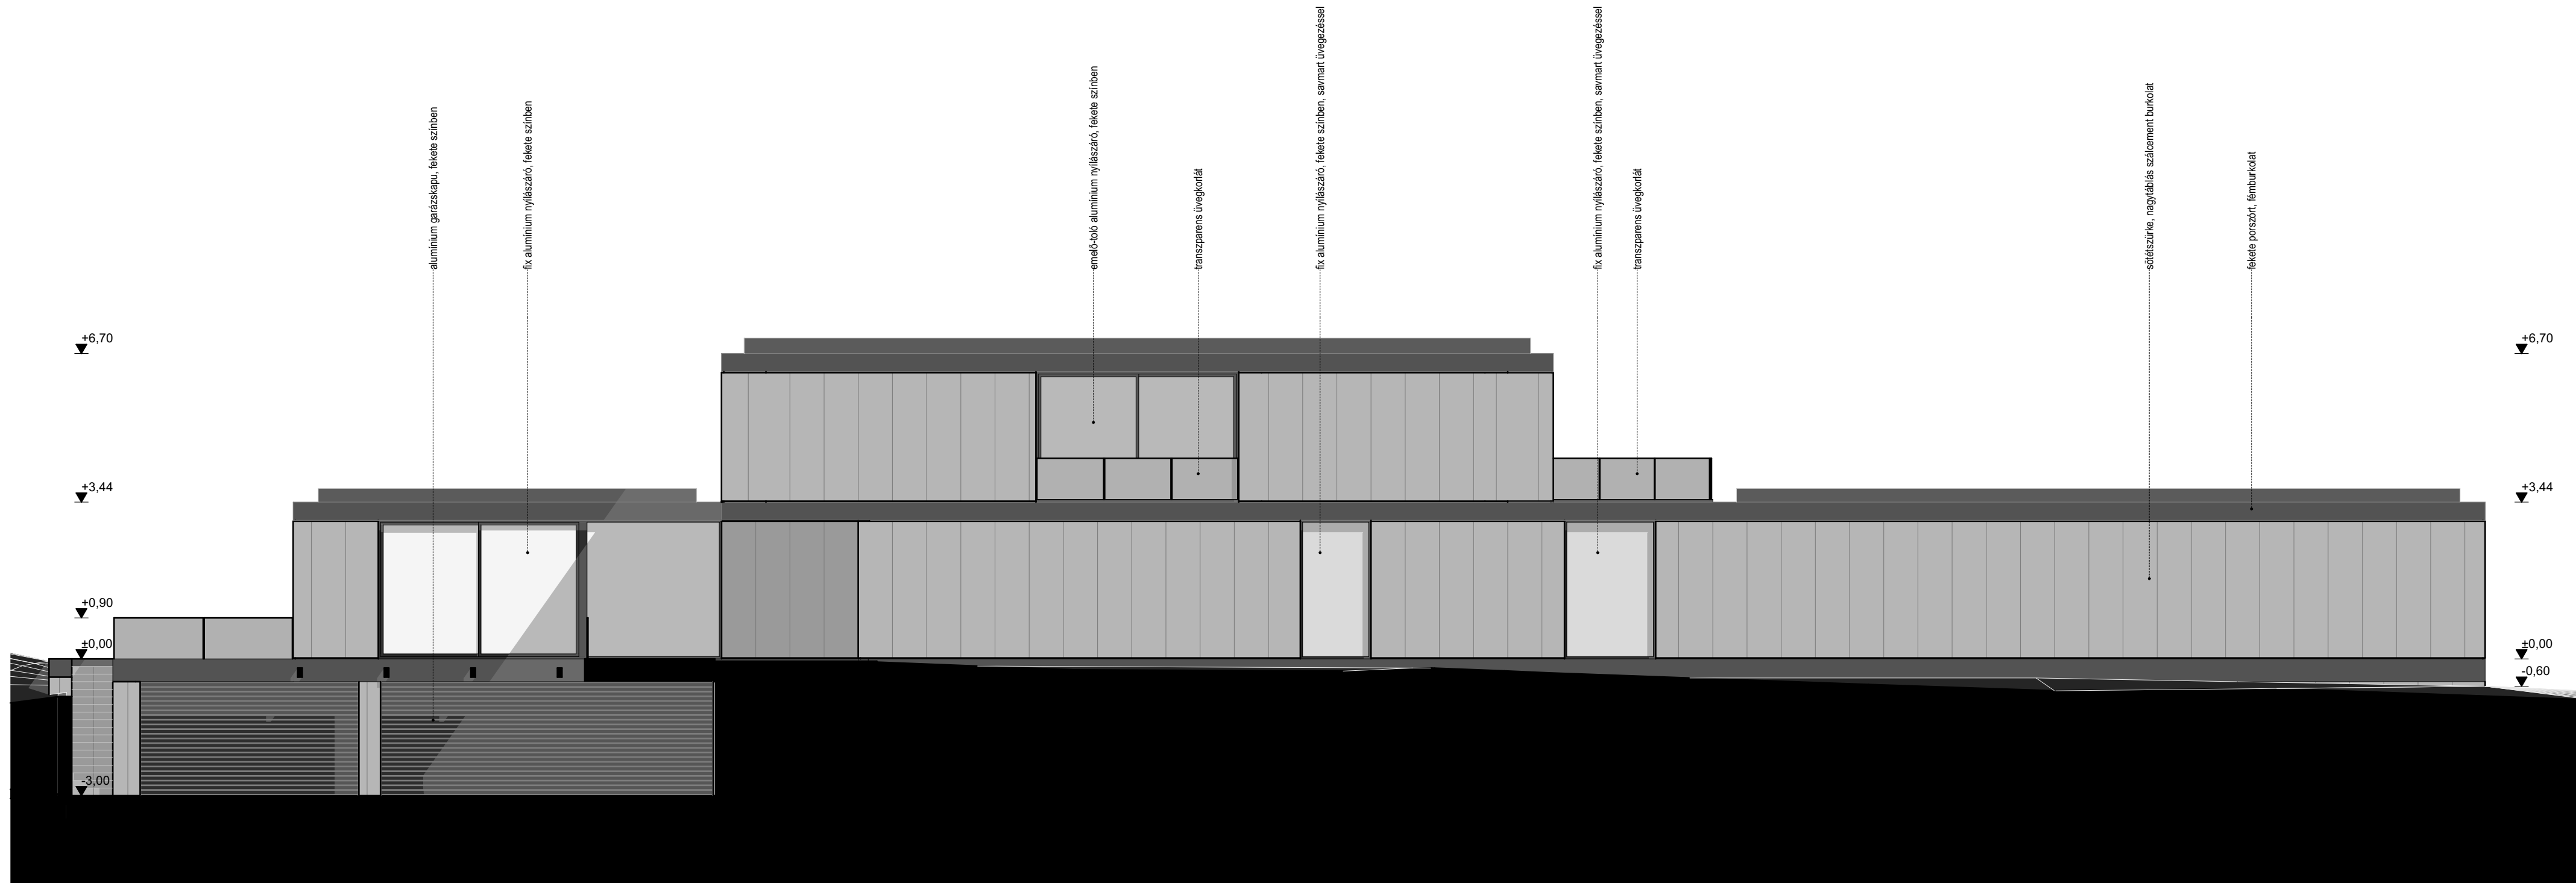 alumínium garázskapu, fekete színben
fix alumínium nyílászáró, fekete színben
emelő-toló alumínium nyílászáró, fekete színben
transzparens üvegkorlát
fix alumínium nyílászáró, fekete színben, savmart üvegezéssel
fix alumínium nyílászáró, fekete színben, savmart üvegezéssel
transzparens üvegkorlát
sötétszürke, nagytáblás szálcement burkolat
fekete porszórt, fémburkolat
+6,70
+6,70
+3,44
+3,44
+0,90
±0,00
±0,00
-0,60
-3,00